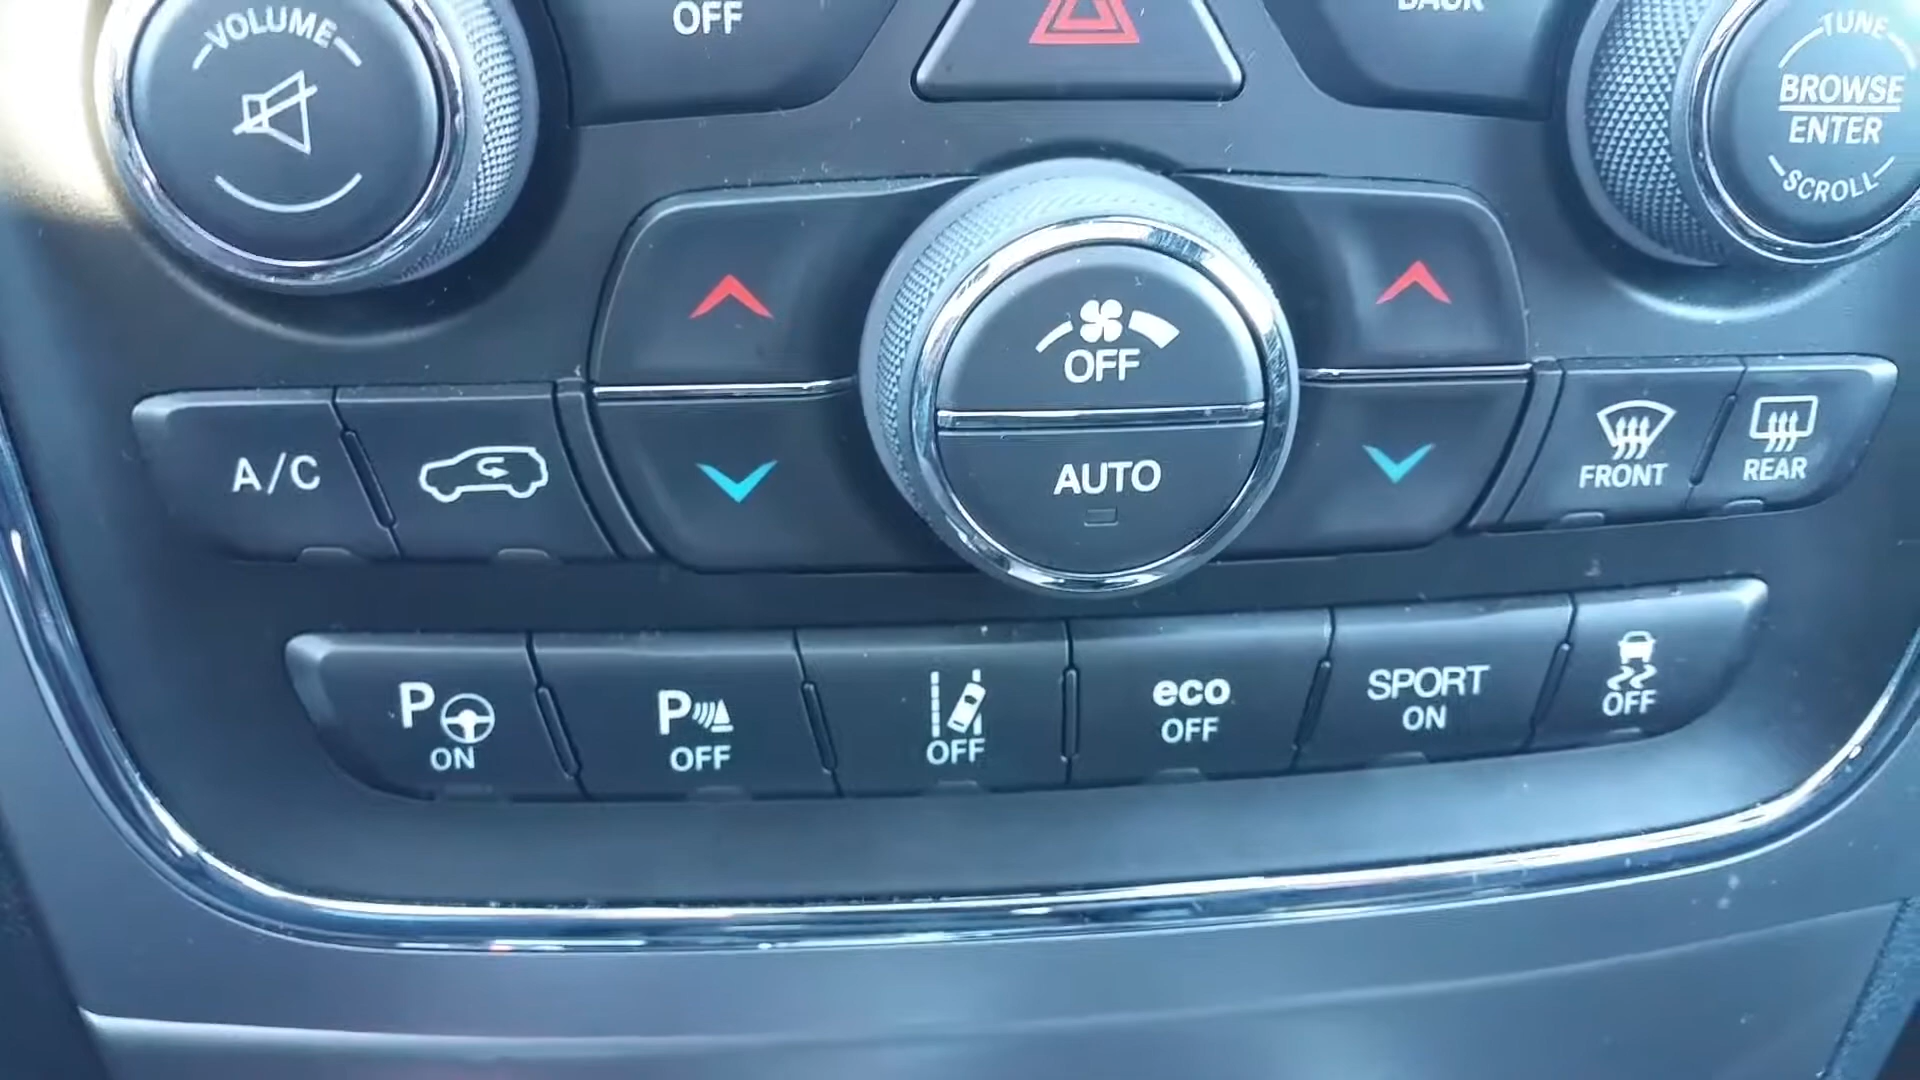 VOLUME
OFF
BACK
TUNE
BROWSE
ENTER
SCROLL
OFF
AUTO
A/C
FRONT
REAR
P
ON
P
OFF
OFF
eco
OFF
SPORT
ON
OFF